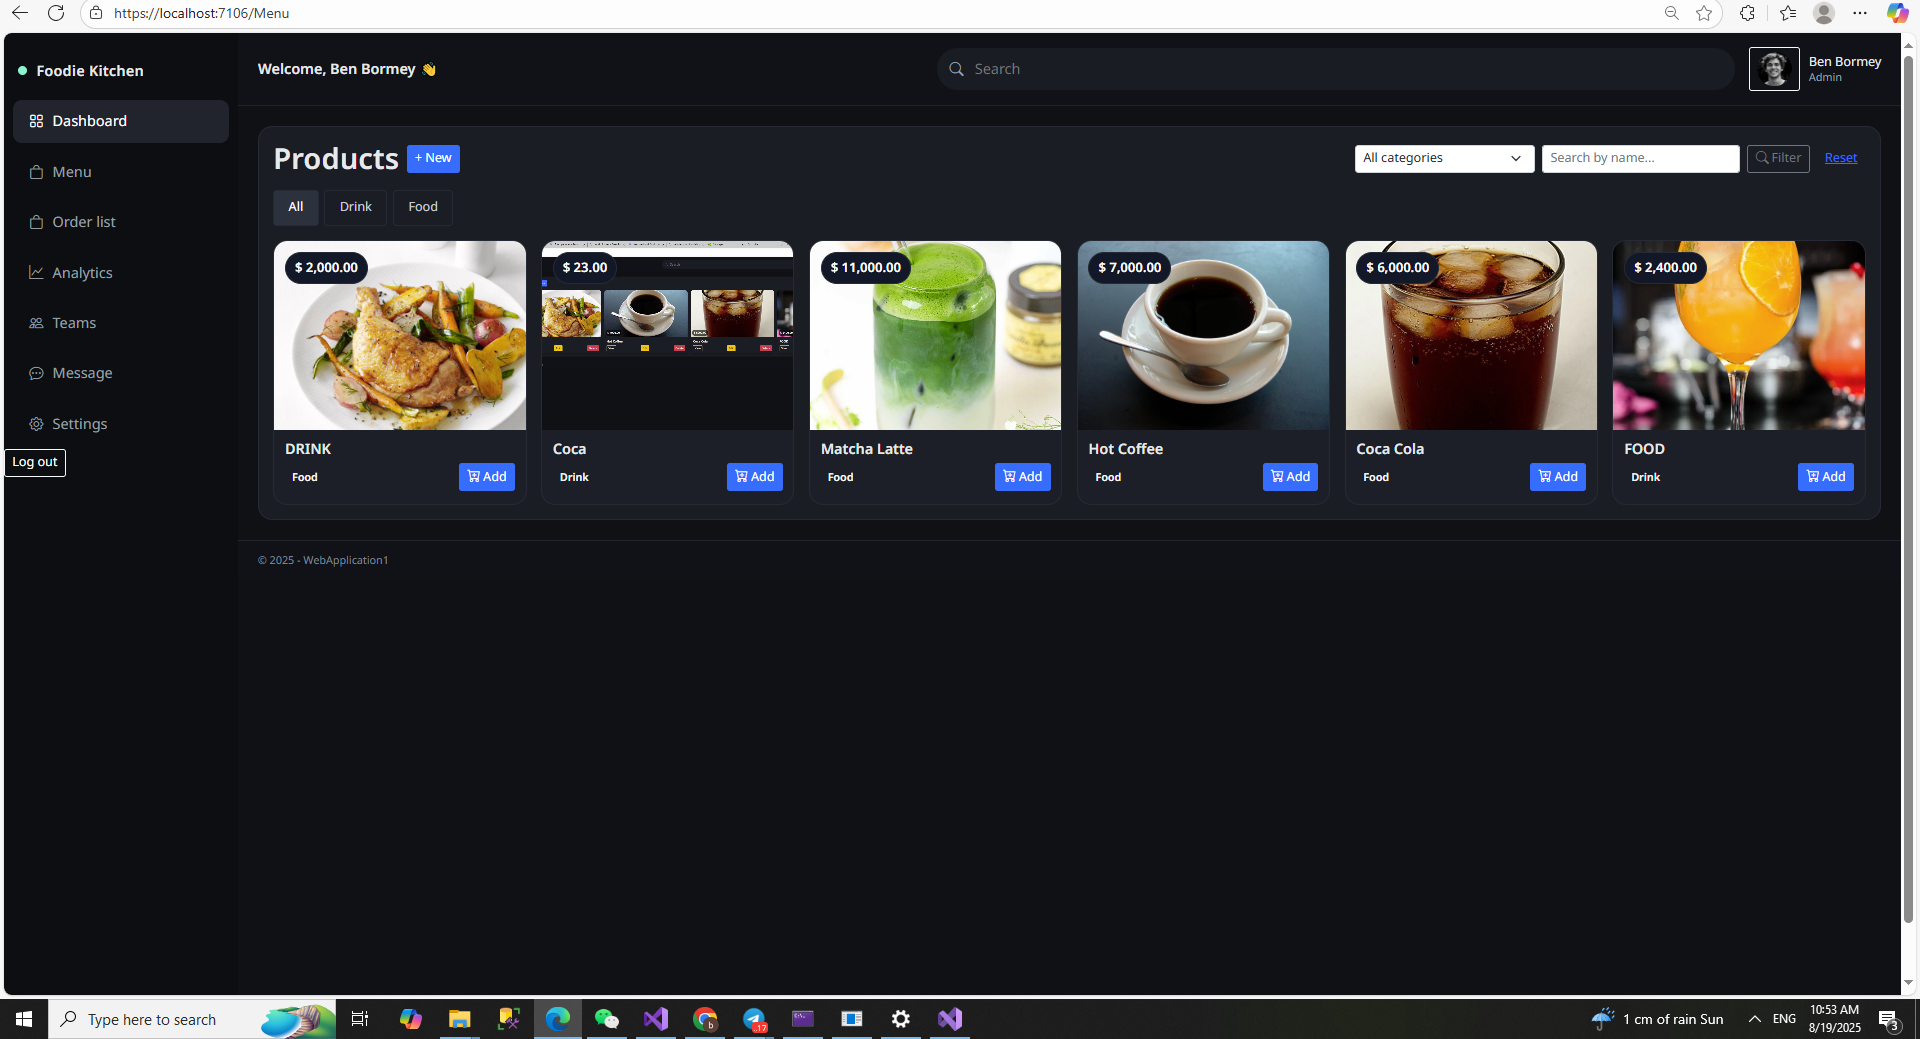 https://localhost:7106/Menu
Foodie Kitchen
Dashboard
Menu
Order list
Analytics
Teams
Message
Settings
Log out
Welcome, Ben Bormey 👋
Search
Ben Bormey
Admin
Products
+ New
All categories
Search by name...
Filter
Reset
All
Drink
Food
$ 2,000.00
DRINK
Food
Add
$ 23.00
Coca
Drink
Add
$ 11,000.00
Matcha Latte
Food
Add
$ 7,000.00
Hot Coffee
Food
Add
$ 6,000.00
Coca Cola
Food
Add
$ 2,400.00
FOOD
Drink
Add
© 2025 - WebApplication1
Type here to search
b
17
1 cm of rain Sun
ENG
10:53 AM
8/19/2025
3